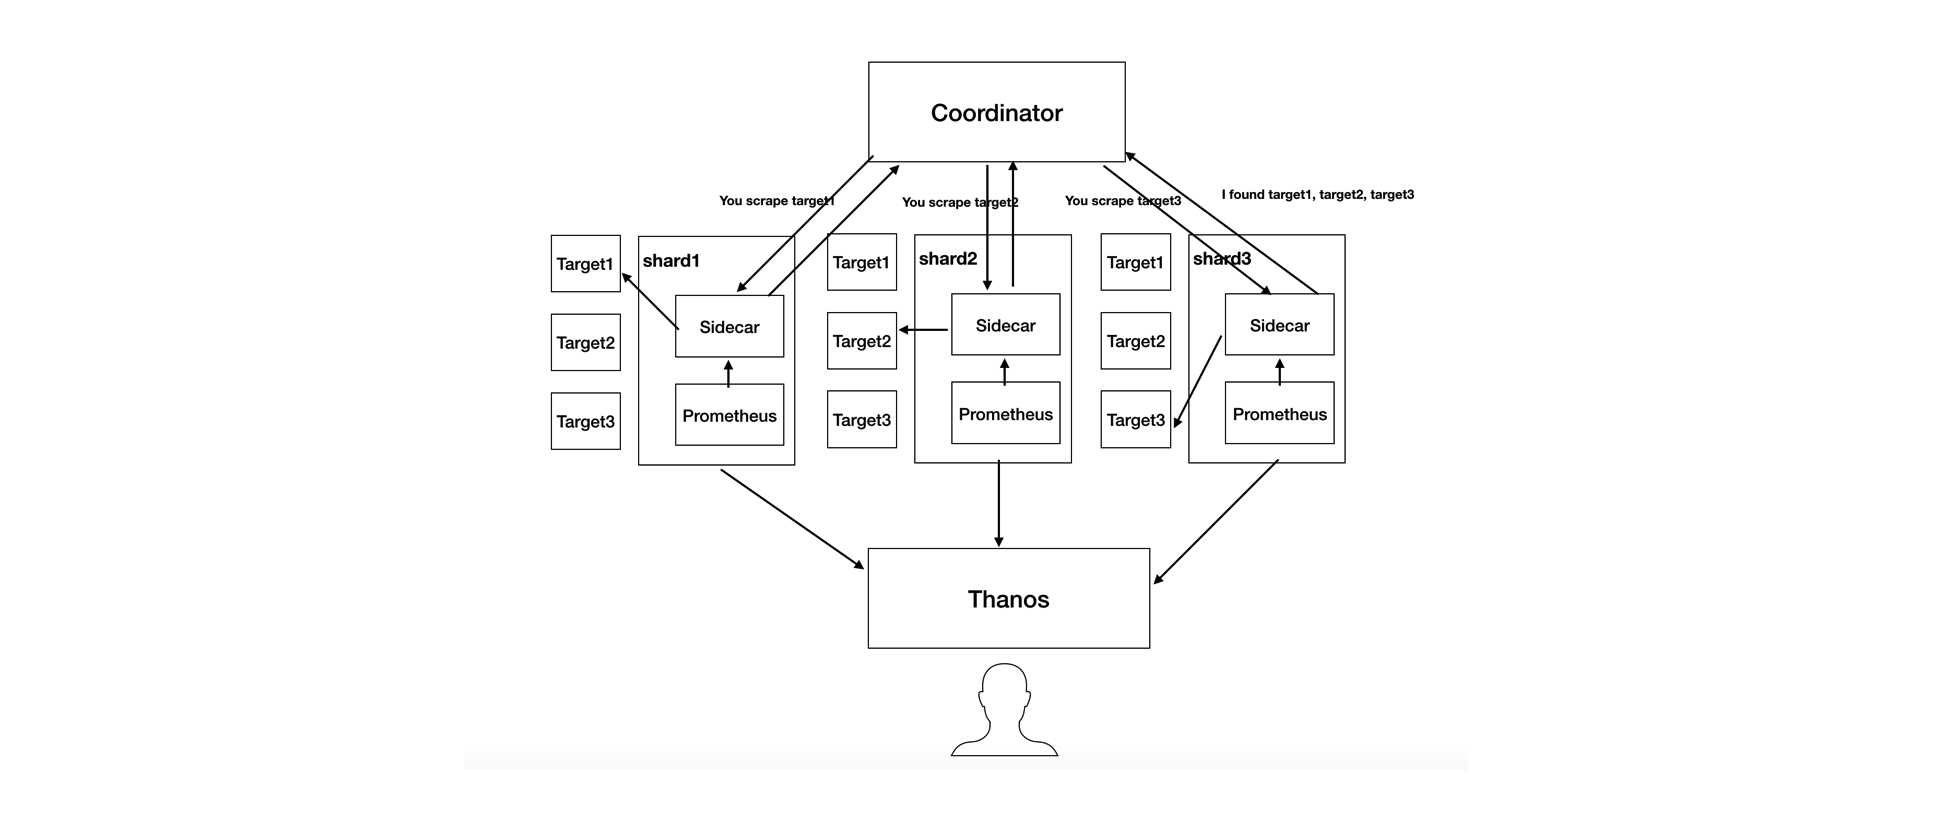 Coordinator
You scrape target1
You scrape target2
You scrape target3
I found target1, target2, target3
Target1
Target2
Target3
shard1
Sidecar
Prometheus
Target1
Target2
Target3
shard2
Sidecar
Prometheus
Target1
Target2
Target3
shard3
Sidecar
Prometheus
Thanos